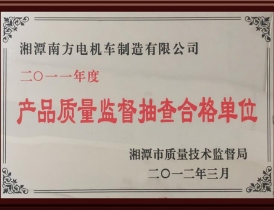 湘潭南方电机车制造有限公司
二〇一一年度
产品质量监督抽查合格单位
湘潭市质量技术监督局
二〇一二年三月